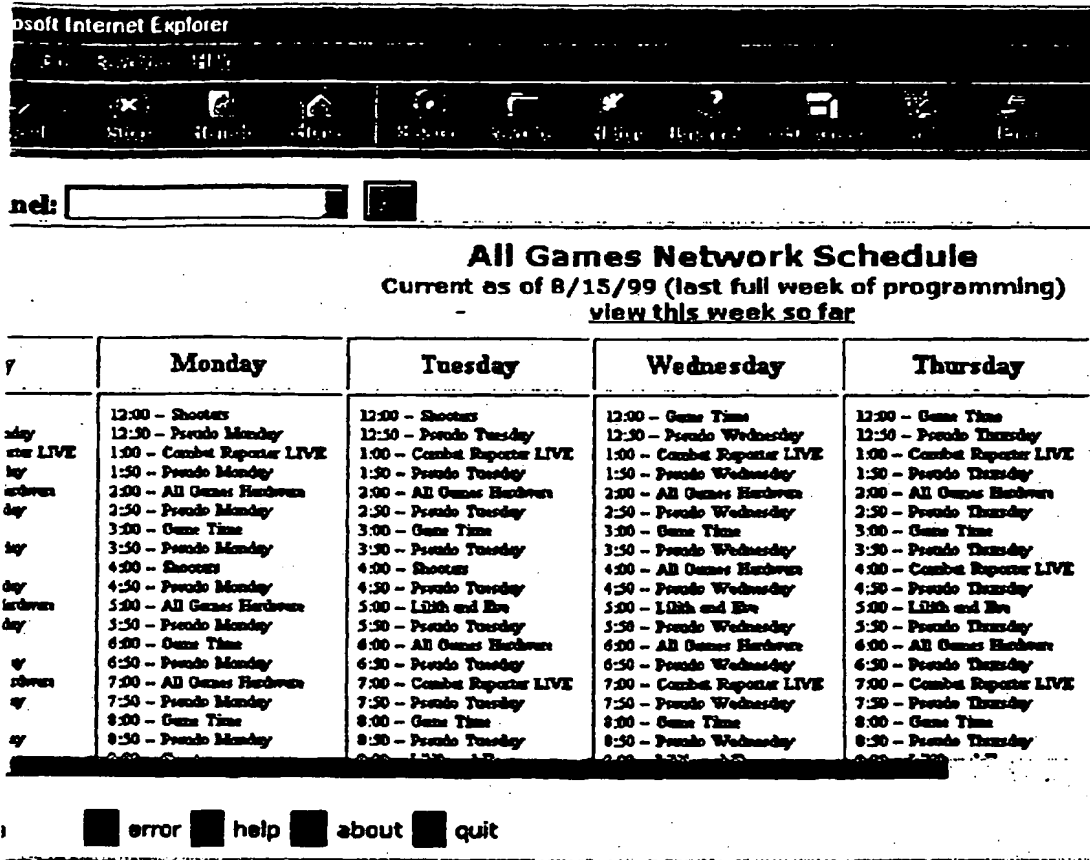 osoft Internet Explorer
nel:
All Games Network Schedule
Current as of 8/15/99 (last full week of programming)
view this week so far
y
LIVE
Monday
12:00 – Shooters
12:30 – Pseudo Monday
1:00 – Combat Reporter LIVE
1:30 – Pseudo Monday
2:00 – All Games Hardware
2:30 – Pseudo Monday
3:00 – Game Time
3:30 – Pseudo Monday
4:00 – Shooters
4:30 – Pseudo Monday
5:00 – All Games Hardware
5:30 – Pseudo Monday
6:00 – Game Time
6:30 – Pseudo Monday
7:00 – All Games Hardware
7:30 – Pseudo Monday
8:00 – Game Time
8:30 – Pseudo Monday
Tuesday
12:00 – Shooters
12:30 – Pseudo Tuesday
1:00 – Combat Reporter LIVE
1:30 – Pseudo Tuesday
2:00 – All Games Hardware
2:30 – Pseudo Tuesday
3:00 – Game Time
3:30 – Pseudo Tuesday
4:00 – Shooters
4:30 – Pseudo Tuesday
5:00 – Lilith and Eve
5:30 – Pseudo Tuesday
6:00 – All Games Hardware
6:30 – Pseudo Tuesday
7:00 – Combat Reporter LIVE
7:30 – Pseudo Tuesday
8:00 – Game Time
8:30 – Pseudo Tuesday
Wednesday
12:00 – Game Time
12:30 – Pseudo Wednesday
1:00 – Combat Reporter LIVE
1:30 – Pseudo Wednesday
2:00 – All Games Hardware
2:30 – Pseudo Wednesday
3:00 – Game Time
3:30 – Pseudo Wednesday
4:00 – All Games Hardware
4:30 – Pseudo Wednesday
5:00 – Lilith and Eve
5:30 – Pseudo Wednesday
6:00 – All Games Hardware
6:30 – Pseudo Wednesday
7:00 – Combat Reporter LIVE
7:30 – Pseudo Wednesday
8:00 – Game Time
8:30 – Pseudo Wednesday
Thursday
12:00 – Game Time
12:30 – Pseudo Thursday
1:00 – Combat Reporter LIVE
1:30 – Pseudo Thursday
2:00 – All Games Hardware
2:30 – Pseudo Thursday
3:00 – Game Time
3:30 – Pseudo Thursday
4:00 – Combat Reporter LIVE
4:30 – Pseudo Thursday
5:00 – Lilith and Eve
5:30 – Pseudo Thursday
6:00 – All Games Hardware
6:30 – Pseudo Thursday
7:00 – Combat Reporter LIVE
7:30 – Pseudo Thursday
8:00 – Game Time
8:30 – Pseudo Thursday
error help about quit